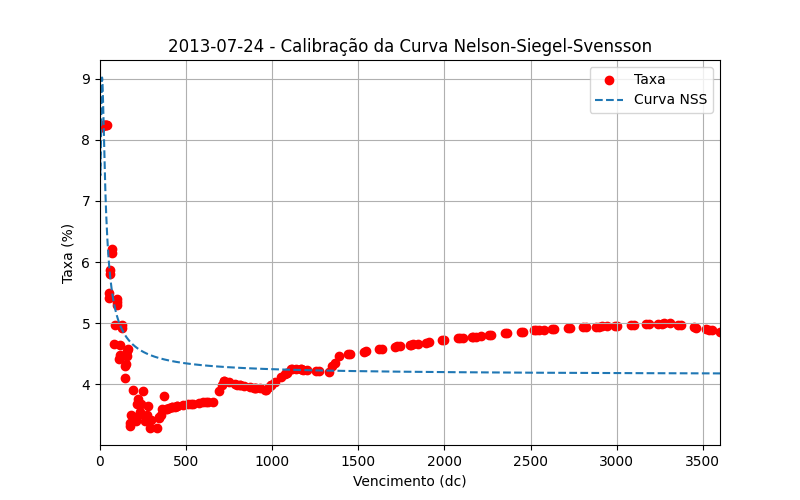 2013-07-24 - Calibração da Curva Nelson-Siegel-Svensson
Taxa
Curva NSS
Taxa (%)
9
8
7
6
5
4
0 500 1000 1500 2000 2500 3000 3500
Vencimento (dc)